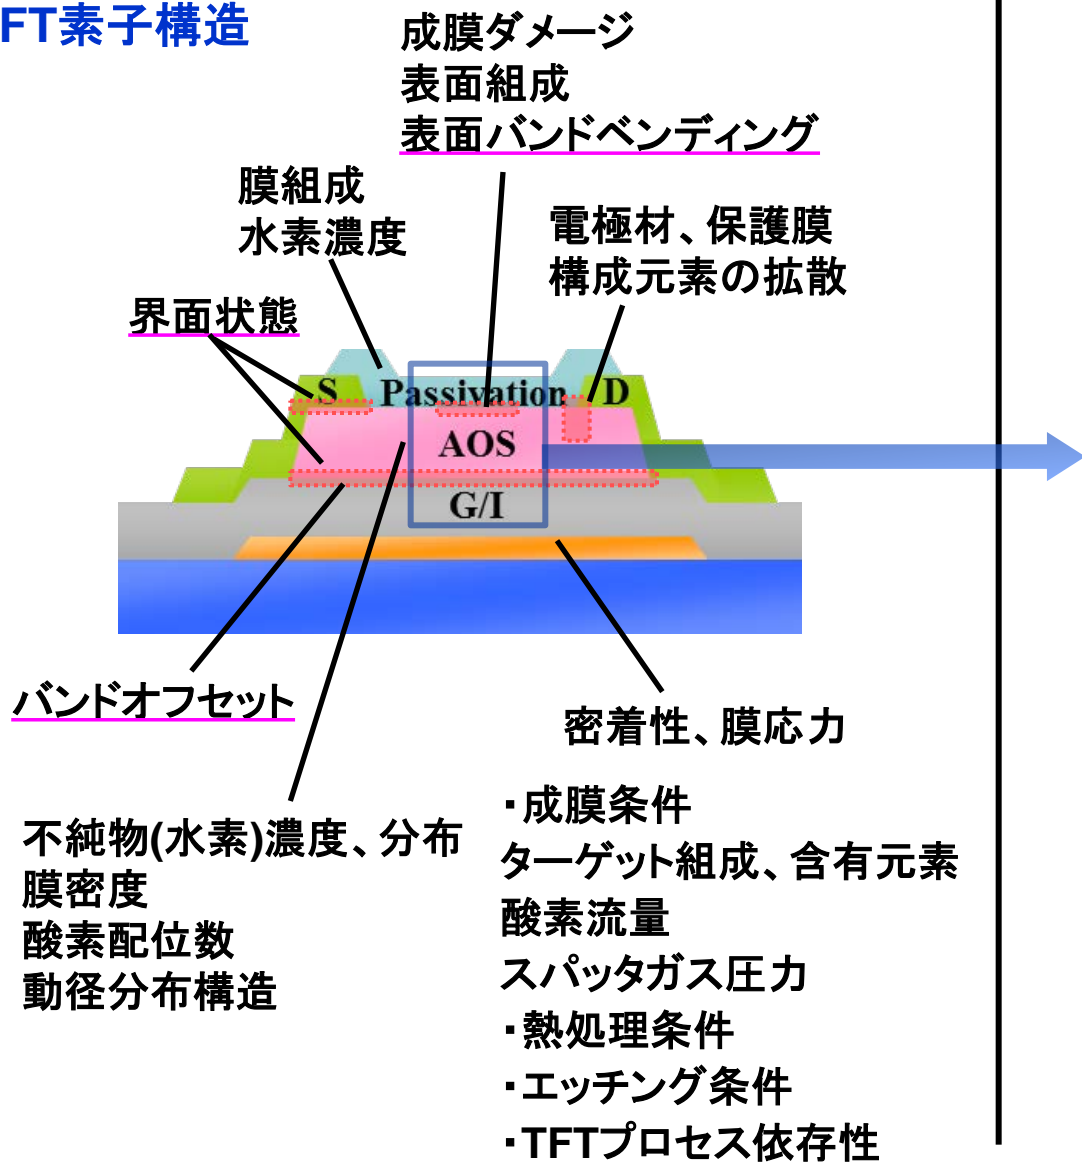 FT素子構造
成膜ダメージ
表面組成
表面バンドベンディング
膜組成
水素濃度
電極材、保護膜
構成元素の拡散
界面状態
S
Passivation
D
AOS
G/I
バンドオフセット
密着性、膜応力
不純物(水素)濃度、分布
膜密度
酸素配位数
動径分布構造
・成膜条件
ターゲット組成、含有元素
酸素流量
スパッタガス圧力
・熱処理条件
・エッチング条件
・TFTプロセス依存性